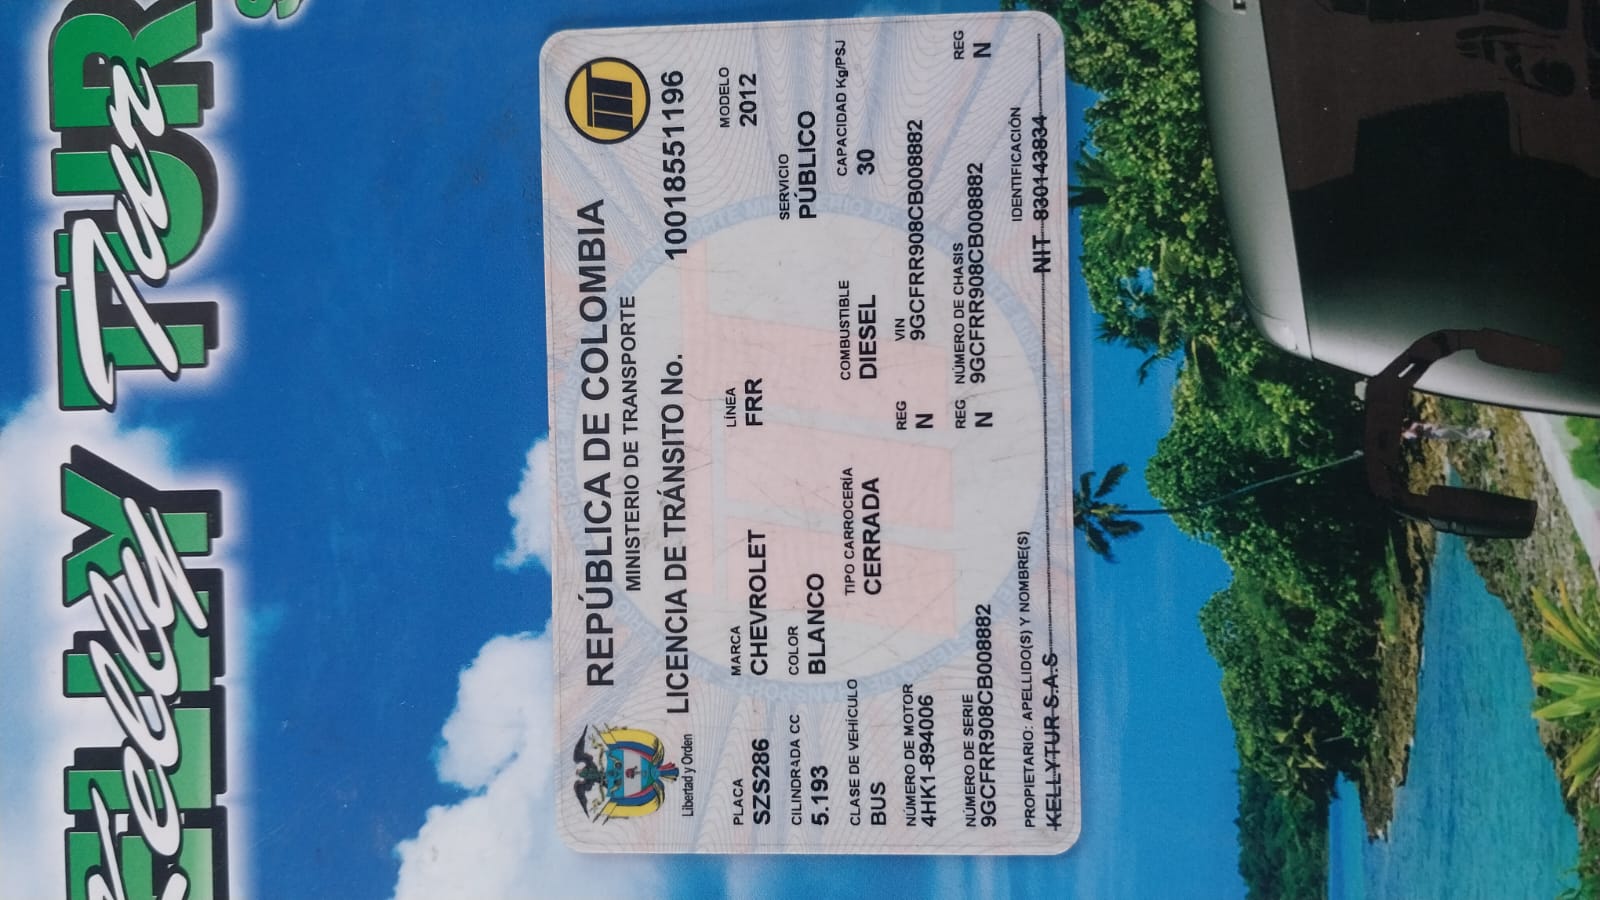 KELLY TUR
Kelly Tur
REPÚBLICA DE COLOMBIA
MINISTERIO DE TRANSPORTE
Libertad y Orden
LICENCIA DE TRÁNSITO No. 10018551196
PLACA MARCA LÍNEA MODELO
SZS286 CHEVROLET FRR 2012
CILINDRADA CC COLOR SERVICIO
5.193 BLANCO PÚBLICO
CLASE DE VEHÍCULO TIPO CARROCERÍA COMBUSTIBLE CAPACIDAD Kg/PSJ
BUS CERRADA DIESEL 30
NÚMERO DE MOTOR REG VIN
4HK1-894006 N 9GCFRR908CB008882
NÚMERO DE SERIE REG NÚMERO DE CHASIS REG
9GCFRR908CB008882 N 9GCFRR908CB008882 N
PROPIETARIO: APELLIDO(S) Y NOMBRE(S) IDENTIFICACIÓN
KELLYTUR S.A.S NIT 830143834